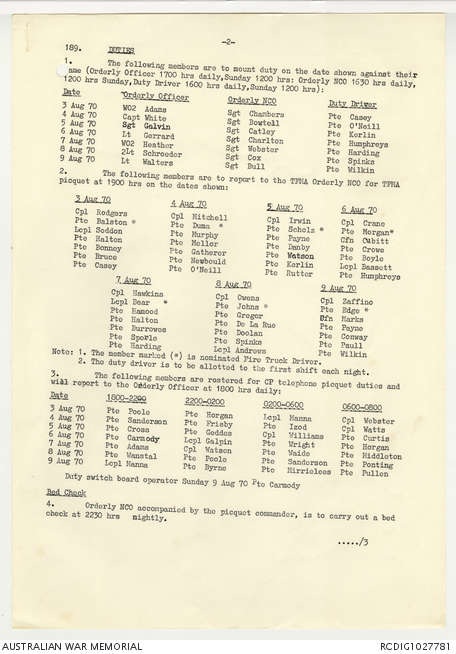 -2-
189. DUTIES
1. The following members are to mount duty on the date shown against their
name (Orderly Officer 1700 hrs daily,Sunday 1200 hrs: Orderly NCO 1630 hrs daily,
1200 hrs Sunday,Duty Driver 1600 hrs daily,Sunday 1200 hrs):
Date Orderly Officer Orderly NCO Duty Driver
3 Aug 70 WO2 Adams Sgt Chambers Pte Casey
4 Aug 70 Capt White Sgt Bowtell Pte O'Neill
5 Aug 70 Sgt Galvin Sgt Catley Pte Kerlin
6 Aug 70 Lt Gerrard Sgt Charlton Pte Humphreys
7 Aug 70 WO2 Heather Sgt Webster Pte Harding
8 Aug 70 2Lt Schroeder Sgt Cox Pte Spinks
9 Aug 70 Lt Walters Sgt Bull Pte Wilkin
2. The following members are to report to the TFMA Orderly NCO for TFMA
picquet at 1900 hrs on the dates shown:
3 Aug 70 4 Aug 70 5 Aug 70 6 Aug 70
Cpl Rodgers Cpl Mitchell Cpl Irwin Cpl Crane
Pte Balston * Pte Dunn * Pte Scholz * Pte Morgan*
Lcpl Seddon Pte Murphy Pte Payne Cfn Cubitt
Pte Halton Pte Meller Pte Danby Pte Crowe
Pte Bonney Pte Gatherer Pte Watson Pte Boyle
Pte Bruce Pte Newbould Pte Kerlin Lcpl Bassett
Pte Casey Pte O'Neill Pte Rutter Pte Humphreys
7 Aug 70 8 Aug 70 9 Aug 70
Cpl Hawkins Cpl Owens Cpl Zaffino
Lcpl Bear * Pte Johns * Pte Edge *
Pte Hamood Pte Gregor Cfn Marks
Pte Halton Pte De La Rue Pte Payne
Pte Burrowes Pte Doolan Pte Conway
Pte Sperle Pte Spinks Pte Paull
Pte Harding Lcpl Andrews Pte Wilkin
Note: 1. The member marked (*) is nominated Fire Truck Driver.
2. The duty driver is to be allotted to the first shift each night.
3. The following members are rostered for CP telephone picquet duties and
will report to the Orderly Officer at 1800 hrs daily:
Date 1800-2200 2200-0200 0200-0600 0600-0800
3 Aug 70 Pte Poole Pte Horgan Lcpl Hanna Cpl Webster
4 Aug 70 Pte Sanderson Pte Frieby Pte Izod Cpl Watts
5 Aug 70 Pte Cross Pte Geddes Cpl Williams Pte Curtis
6 Aug 70 Pte Carmody Lcpl Galpin Pte Wright Pte Horgan
7 Aug 70 Pte Adams Cpl Watson Pte Waide Pte Middleton
8 Aug 70 Pte Wanstal Pte Poole Pte Sanderson Pte Ponting
9 Aug 70 Lcpl Hanna Pte Byrne Pte Mirrielees Pte Pullen
Duty switch board operator Sunday 9 Aug 70 Pte Carmody
Bed Check
4. Orderly NCO accompanied by the picquet commander, is to carry out a bed
check at 2230 hrs nightly.
...../3
AUSTRALIAN WAR MEMORIAL RCDIG1027781